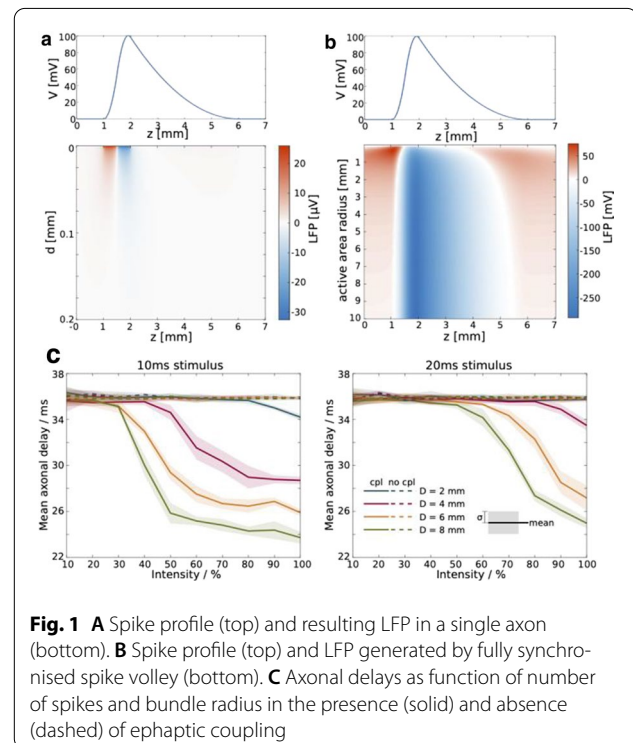 a
b
100
80
60
40
20
0
V [mV]
0 1 2 3 4 5 6 7
z [mm]
100
80
60
40
20
0
V [mV]
0 1 2 3 4 5 6 7
z [mm]
0
0.1
0.2
d [mm]
-0 1 2 3 4 5 6 7
z [mm]
20
10
0
-10
-20
-30
LFP [μV]
1
2
3
4
5
6
7
8
9
10
active area radius [mm]
0 1 2 3 4 5 6 7
z [mm]
50
0
-50
-100
-150
-200
-250
LFP [mV]
C
10ms stimulus
38
34
30
26
22
Mean axonal delay / ms
10 20 30 40 50 60 70 80 90 100
Intensity / %
20ms stimulus
38
34
30
26
22
Mean axonal delay / ms
10 20 30 40 50 60 70 80 90 100
Intensity / %
cpl no cpl
D = 2 mm
D = 4 mm
D = 6 mm
D = 8 mm
σ
mean
Fig. 1 A Spike profile (top) and resulting LFP in a single axon
(bottom). B Spike profile (top) and LFP generated by fully synchro-
nised spike volley (bottom). C Axonal delays as function of number
of spikes and bundle radius in the presence (solid) and absence
(dashed) of ephaptic coupling